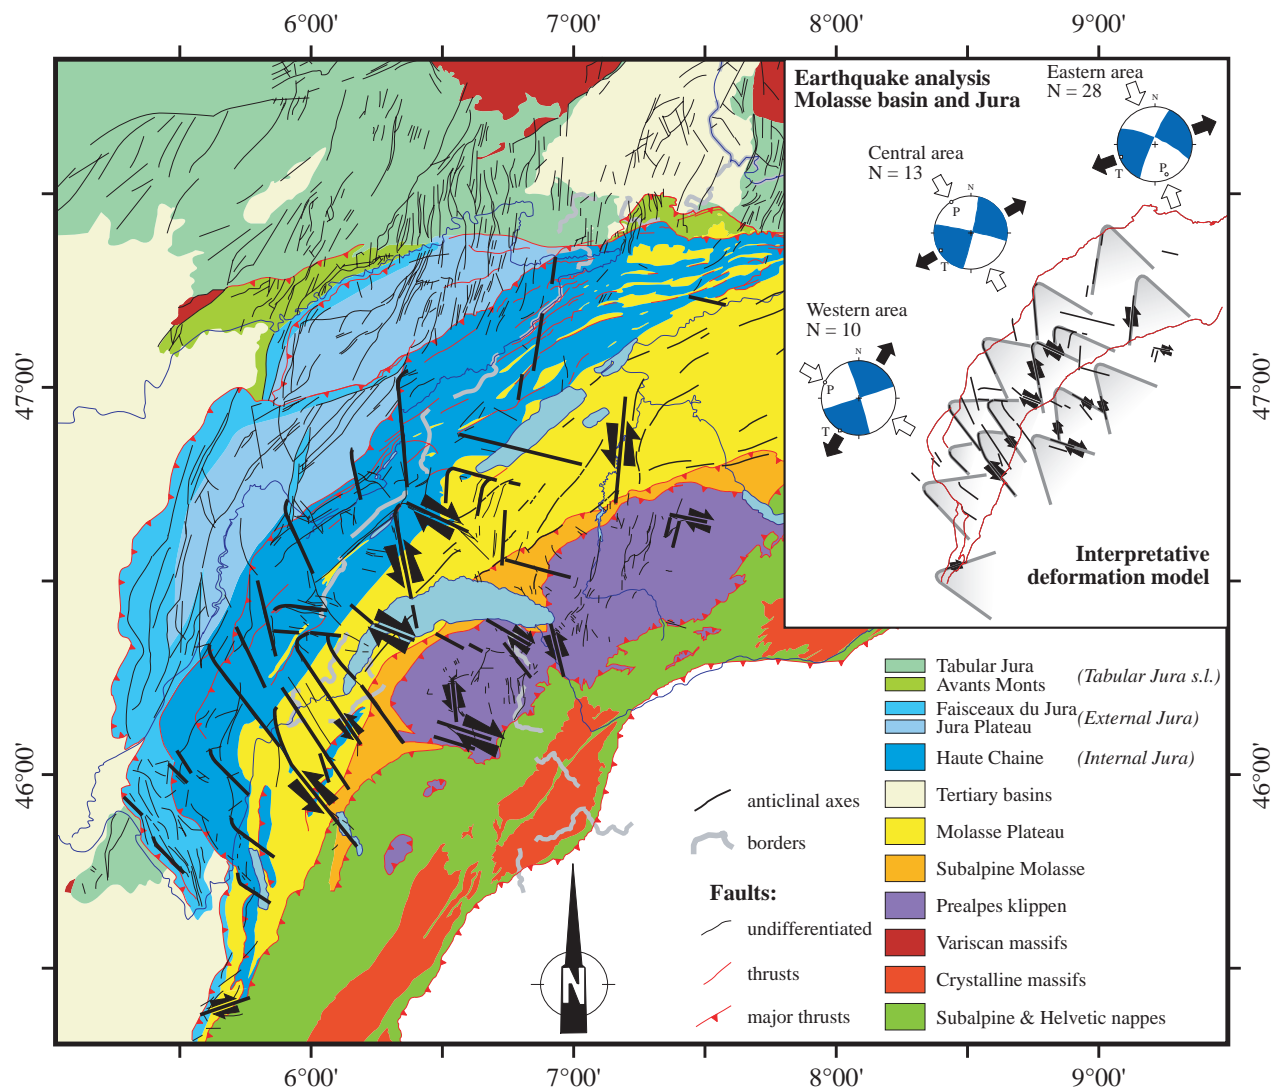 6°00'
7°00'
8°00'
9°00'
Earthquake analysis
Molasse basin and Jura
Eastern area
N = 28
N
P
T
Central area
N = 13
N
P
T
Western area
N = 10
N
P
T
47°00'
47°00'
Interpretative
deformation model
Tabular Jura
Avants Monts
(Tabular Jura s.l.)
Faisceaux du Jura
Jura Plateau
(External Jura)
Haute Chaine
(Internal Jura)
46°00'
46°00'
Tertiary basins
Molasse Plateau
Subalpine Molasse
Prealpes klippen
Variscan massifs
Crystalline massifs
Subalpine & Helvetic nappes
anticlinal axes
borders
Faults:
undifferentiated
thrusts
major thrusts
N
6°00'
7°00'
8°00'
9°00'